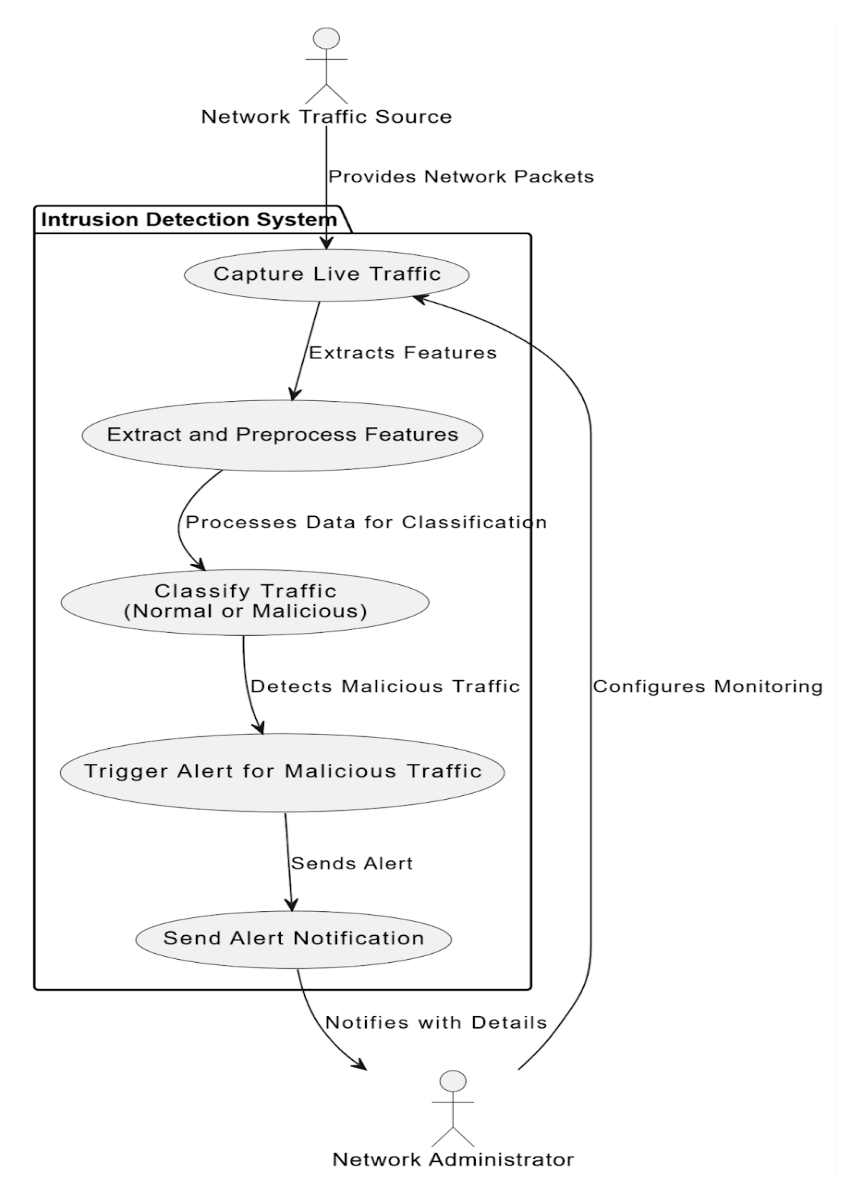 Network Traffic Source
Provides Network Packets
Intrusion Detection System
Capture Live Traffic
Extracts Features
Extract and Preprocess Features
Processes Data for Classification
Classify Traffic
(Normal or Malicious)
Detects Malicious Traffic
Configures Monitoring
Trigger Alert for Malicious Traffic
Sends Alert
Send Alert Notification
Notifies with Details
Network Administrator